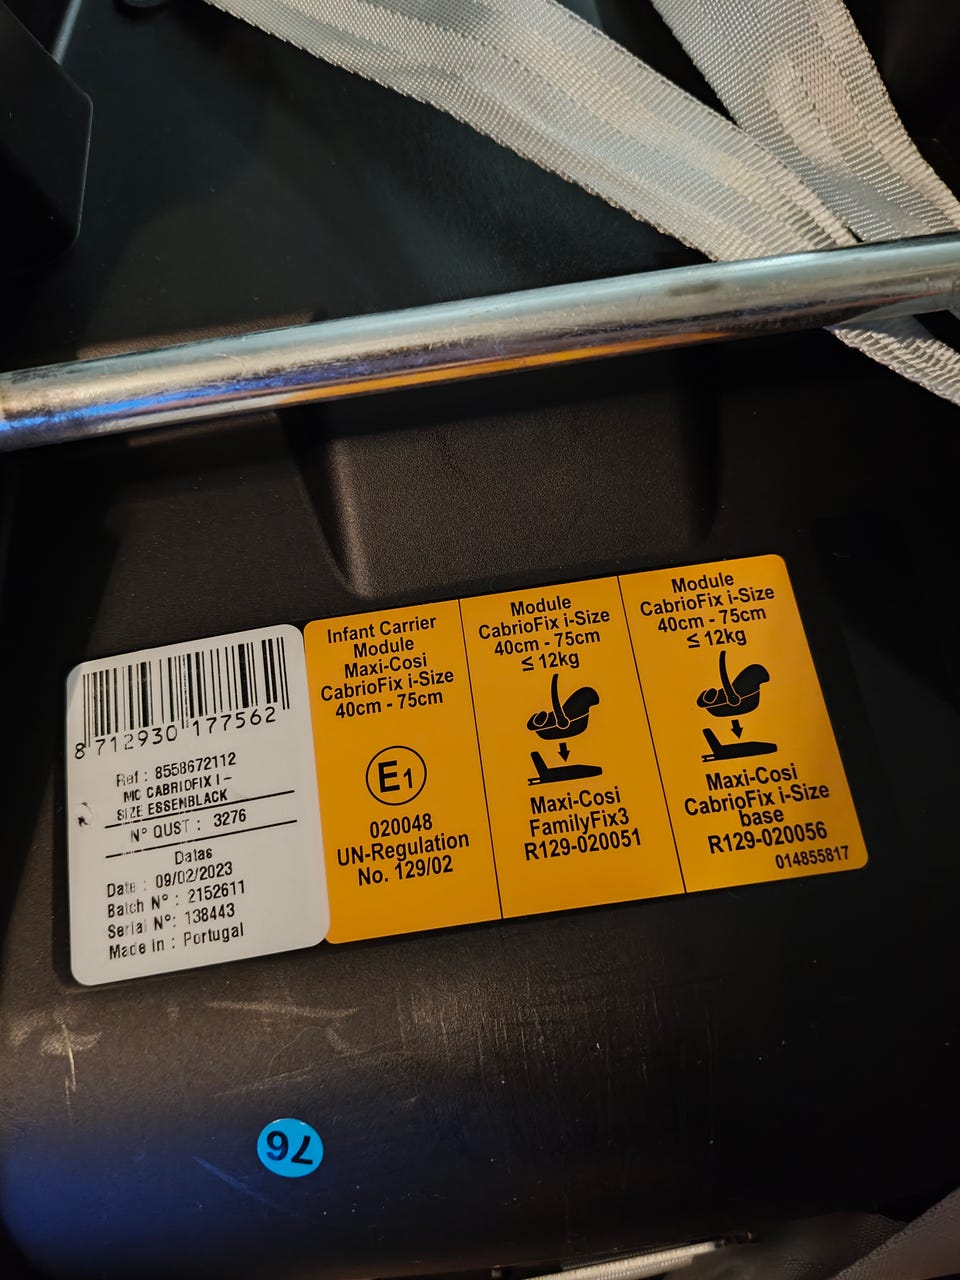 8 712930 177562
Ref : 8558672112
MC CABRIOFIX I-
SIZE ESSENBLACK
N° QUST : 3276
Datas
Date : 09/02/2023
Batch N° : 2152611
Serial N°: 138443
Made in : Portugal
Infant Carrier
Module
Maxi-Cosi
CabrioFix i-Size
40cm - 75cm
E1
020048
UN-Regulation
No. 129/02
Module
CabrioFix i-Size
40cm - 75cm
≤ 12kg
Maxi-Cosi
FamilyFix3
R129-020051
Module
CabrioFix i-Size
40cm - 75cm
≤ 12kg
Maxi-Cosi
CabrioFix i-Size
base
R129-020056
014855817
76